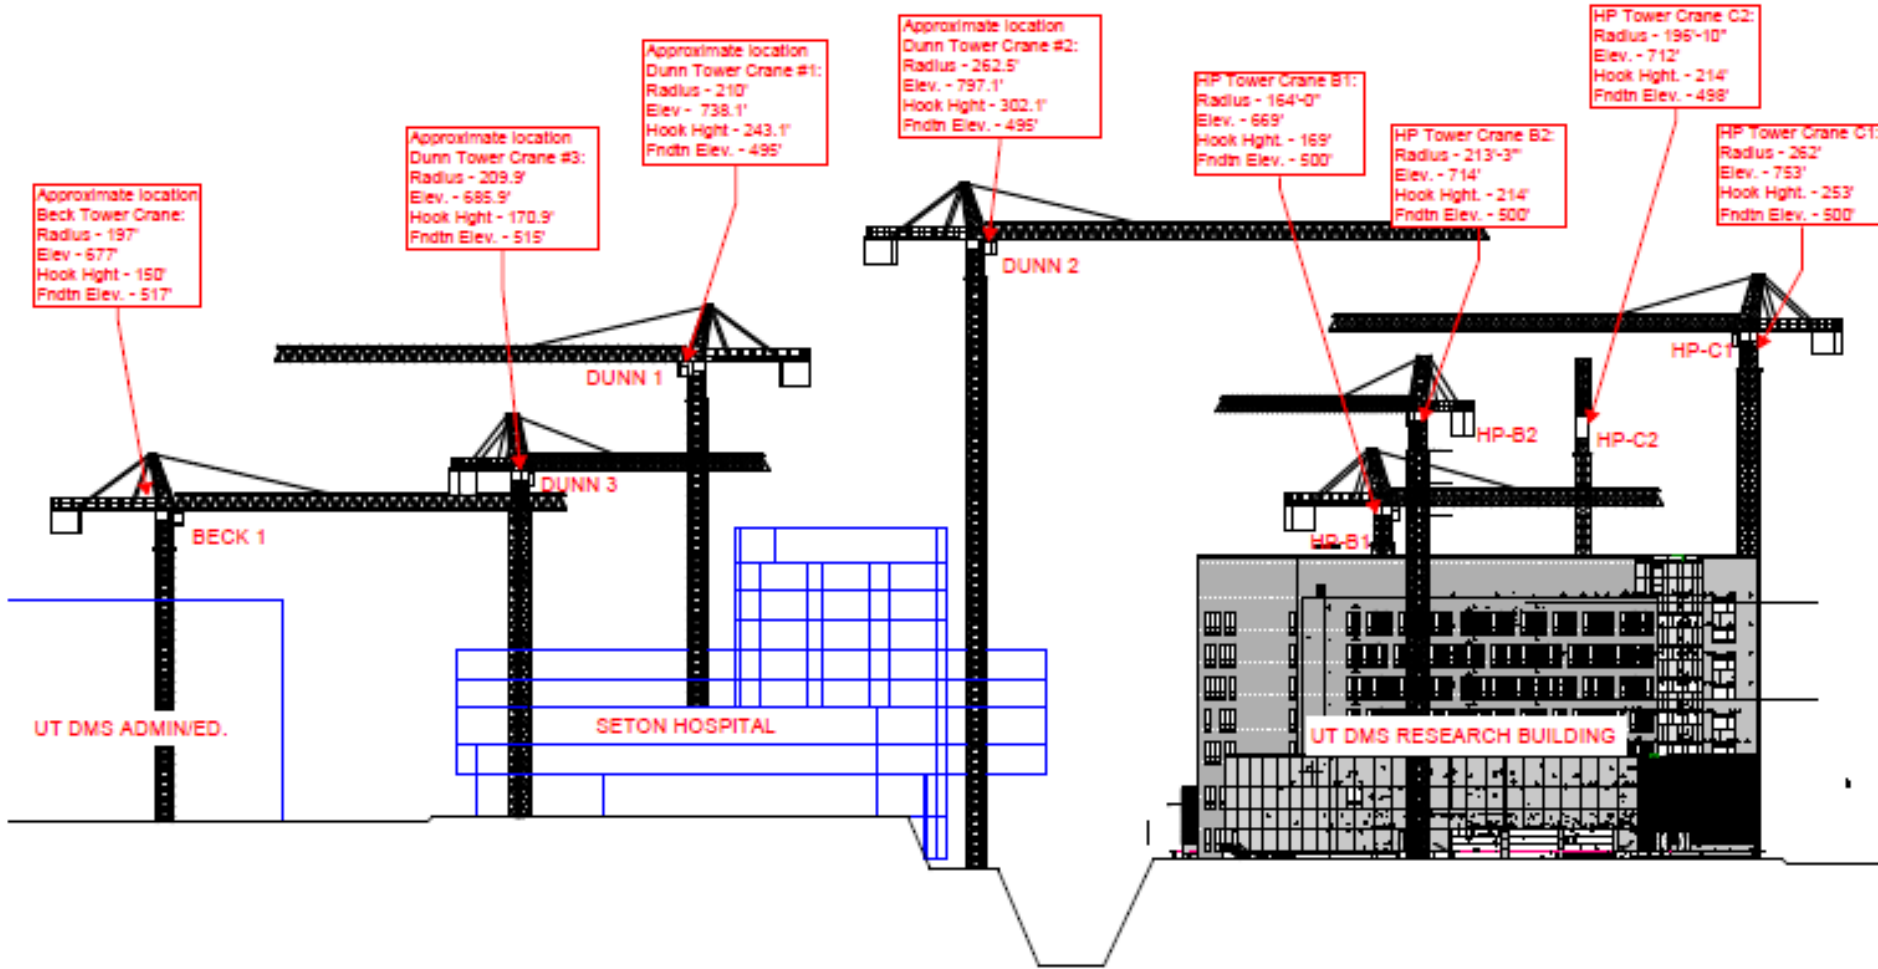 Approximate location
Beck Tower Crane:
Radius - 197'
Elev - 677'
Hook Hght - 150'
Fndtn Elev. - 517'
Approximate location
Dunn Tower Crane #3:
Radius - 209.9'
Elev. - 685.9'
Hook Hght - 170.9'
Fndtn Elev. - 515'
Approximate location
Dunn Tower Crane #1:
Radius - 210'
Elev - 738.1'
Hook Hght - 243.1'
Fndtn Elev. - 495'
Approximate location
Dunn Tower Crane #2:
Radius - 262.5'
Elev. - 797.1'
Hook Hght - 302.1'
Fndtn Elev. - 495'
HP Tower Crane B1:
Radius - 164'-0"
Elev. - 669'
Hook Hght - 169'
Fndtn Elev. - 500'
HP Tower Crane B2:
Radius - 213'-3"
Elev. - 714'
Hook Hght. - 214'
Fndtn Elev. - 500'
HP Tower Crane C2:
Radius - 196'-10"
Elev. - 712'
Hook Hght. - 214'
Fndtn Elev. - 498'
HP Tower Crane C1:
Radius - 262'
Elev. - 753'
Hook Hght. - 253'
Fndtn Elev. - 500'
DUNN 2
HP-C1
DUNN 1
HP-B2
HP-C2
DUNN 3
BECK 1
HP-B1
UT DMS ADMIN/ED.
SETON HOSPITAL
UT DMS RESEARCH BUILDING